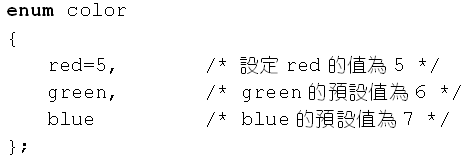 enum color
{
red=5, /* 設定 red 的值為 5 */
green, /* green 的預設值為 6 */
blue /* blue 的預設值為 7 */
};